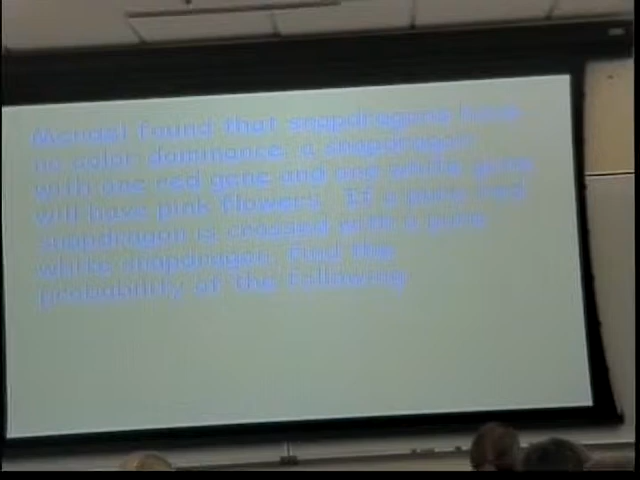 Mendel found that snapdragons have
no color dominance, a snapdragon
with one red gene and one white gene
will have pink flowers. If a pure red
snapdragon is crossed with a pure
white snapdragon, find the
probability of the following